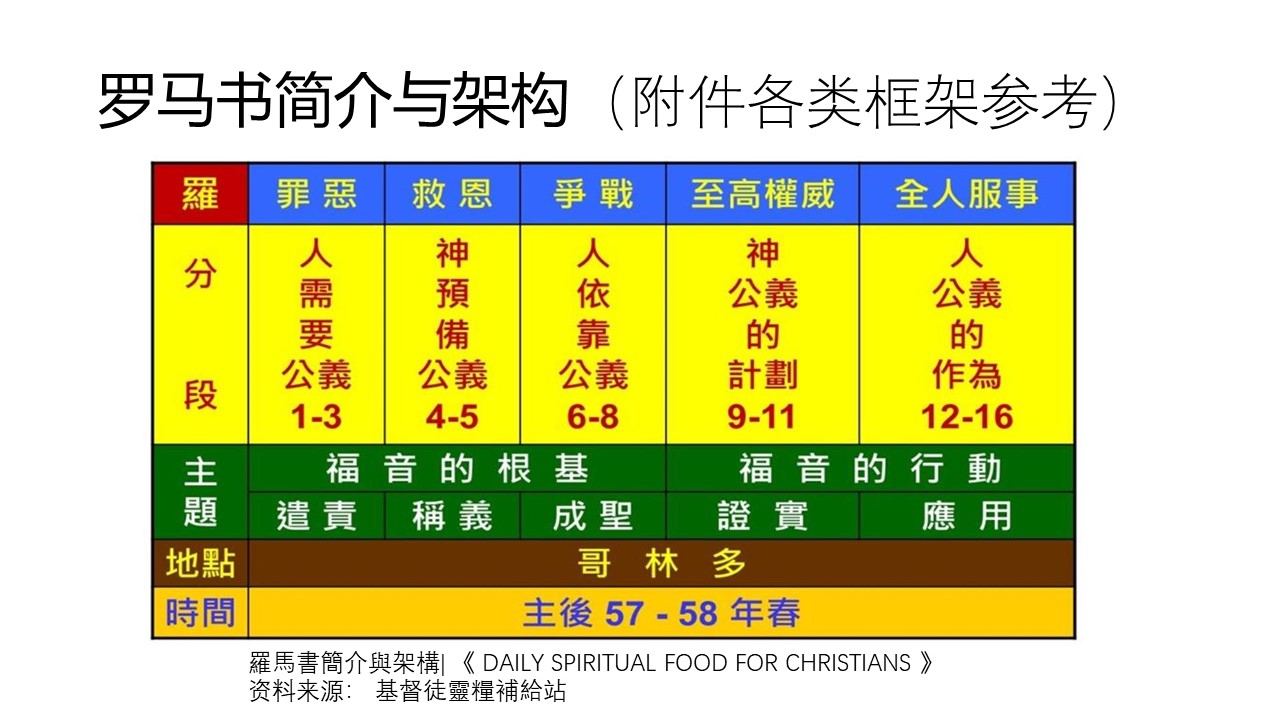 罗马书简介与架构（附件各类框架参考）
羅 罪惡 救恩 爭戰 至高權威 全人服事
分段 人需要公義 1-3 神預備公義 4-5 人依靠公義 6-8 神公義的計劃 9-11 人公義的作為 12-16
主題 福音的根基 福音的行動
遣責 稱義 成聖 證實 應用
地點 哥林多
時間 主後 57 - 58 年春
羅馬書簡介與架構| 《 DAILY SPIRITUAL FOOD FOR CHRISTIANS 》
资料来源： 基督徒靈糧補給站